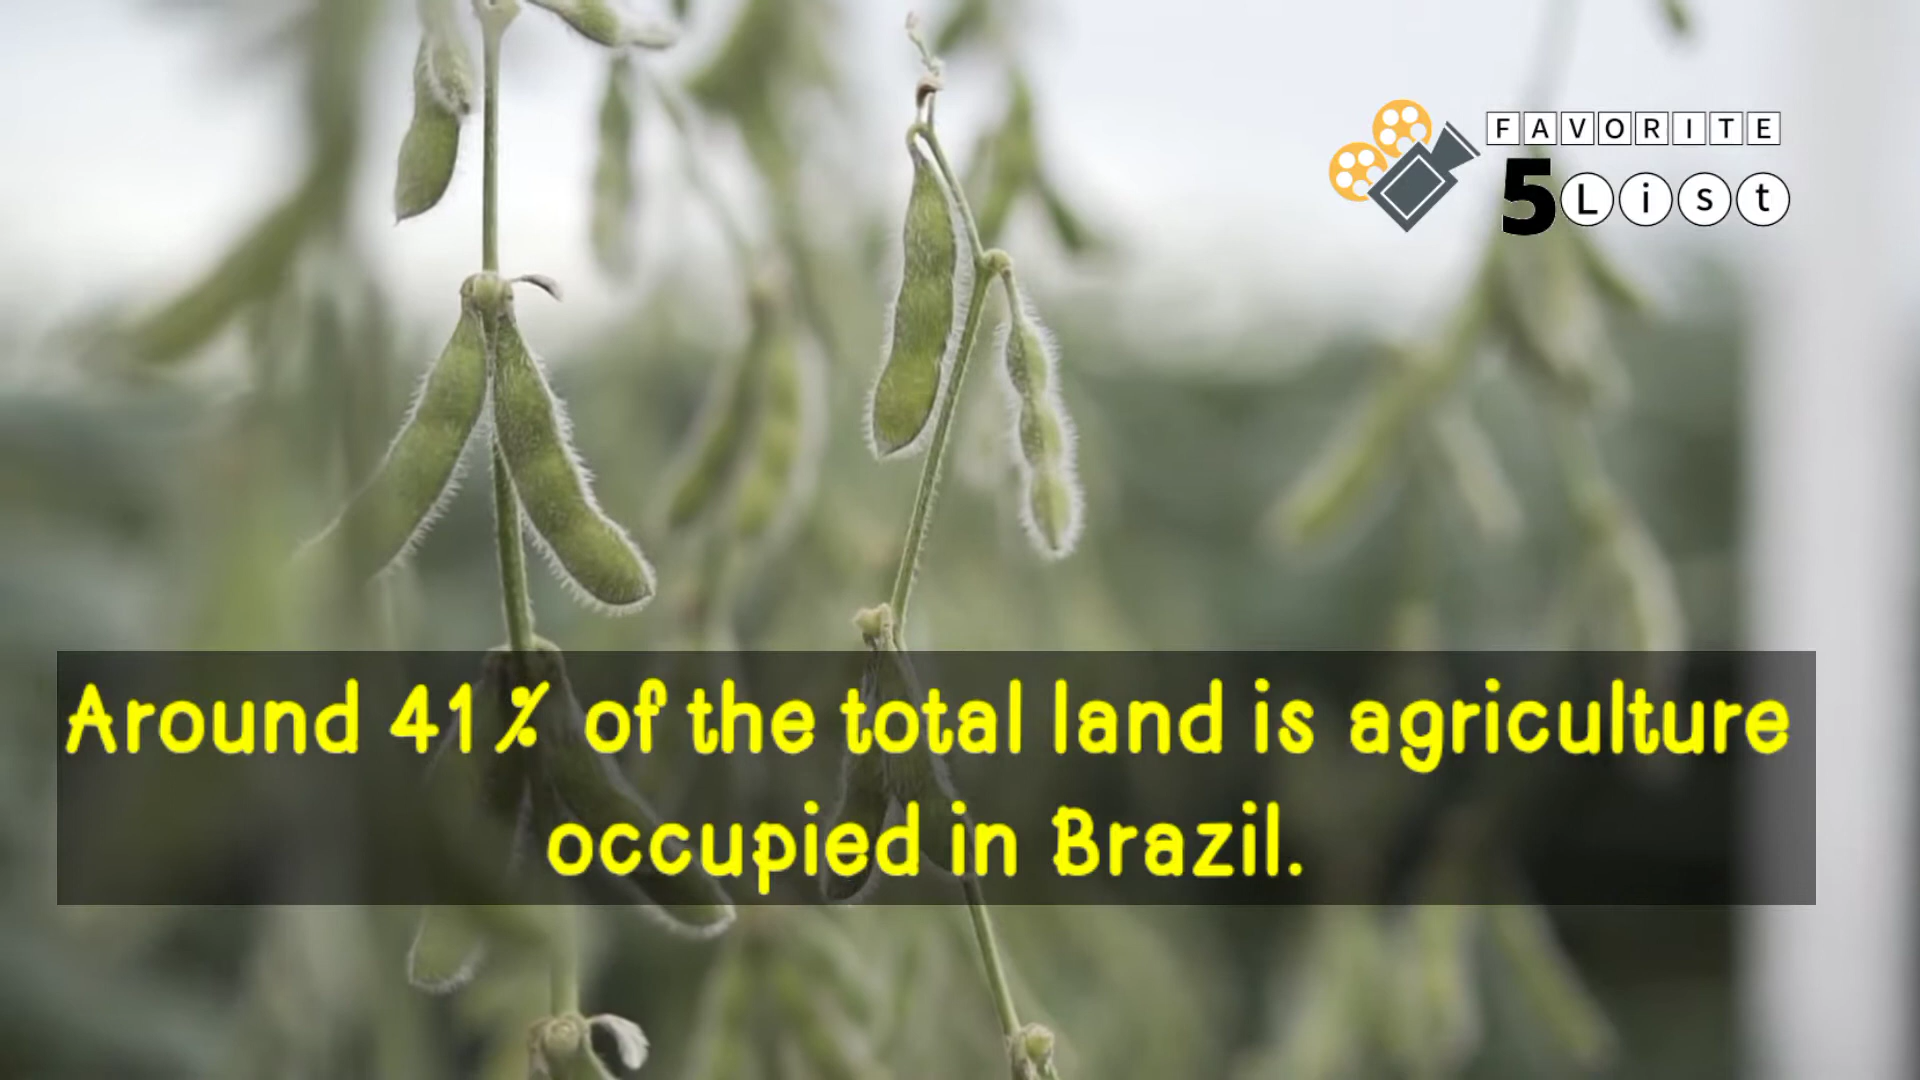 FAVORITE
5List
Around 41% of the total land is agriculture
occupied in Brazil.